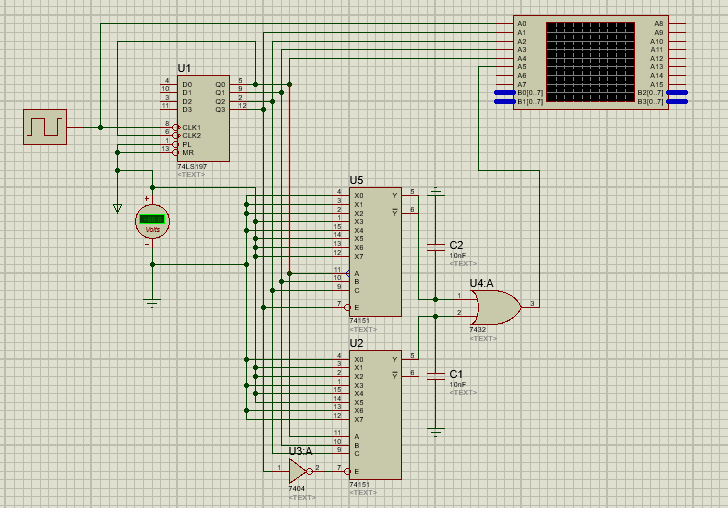 U1
4 D0 Q0 5
10 D1 Q1 9
3 D2 Q2 2
11 D3 Q3 12
8 CLK1
6 CLK2
1 PL
13 MR
74LS197
<TEXT>
A0 A8
A1 A9
A2 A10
A3 A11
A4 A12
A5 A13
A6 A14
A7 A15
B0[0..7] B2[0..7]
B1[0..7] B3[0..7]
+
Volts
-
U5
4 X0 Y 5
3 X1
2 X2 Y 6
1 X3
15 X4
14 X5
13 X6
12 X7
11 A
10 B
9 C
7 E
74151
<TEXT>
C2
10nF
<TEXT>
U4:A
1
2
3
7432
<TEXT>
U2
4 X0 Y 5
3 X1
2 X2 Y 6
1 X3
15 X4
14 X5
13 X6
12 X7
11 A
10 B
9 C
7 E
74151
<TEXT>
C1
10nF
<TEXT>
U3:A
1 2
7404
<TEXT>